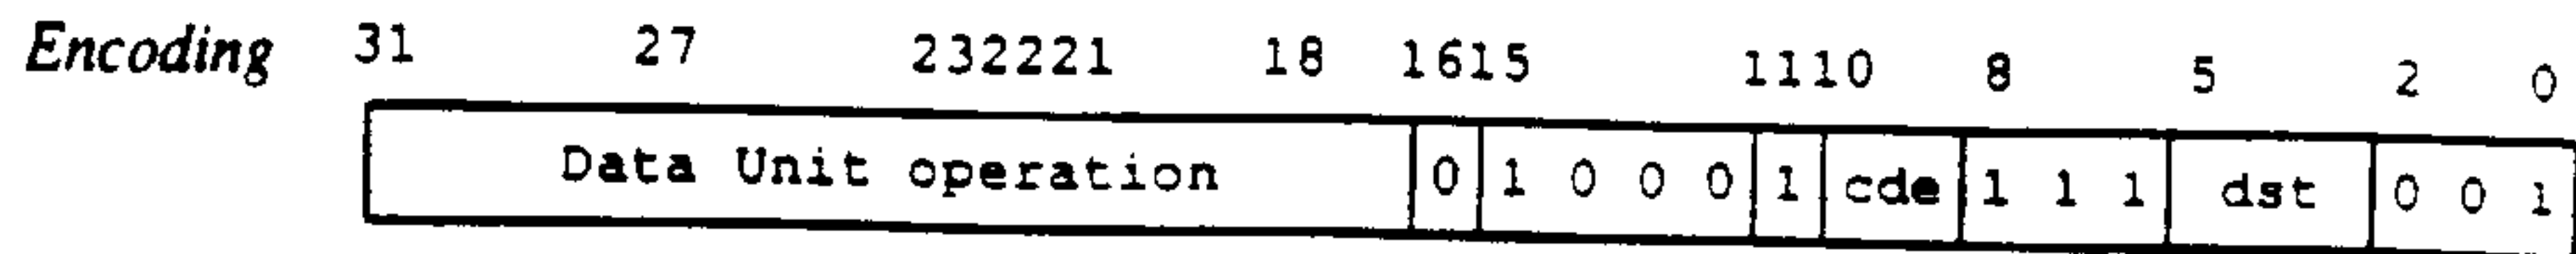 Encoding 31 27 232221 18 1615 1110 8 5 2 0
Data Unit operation 0 1 0 0 0 1 cde 1 1 1 dst 0 0 1